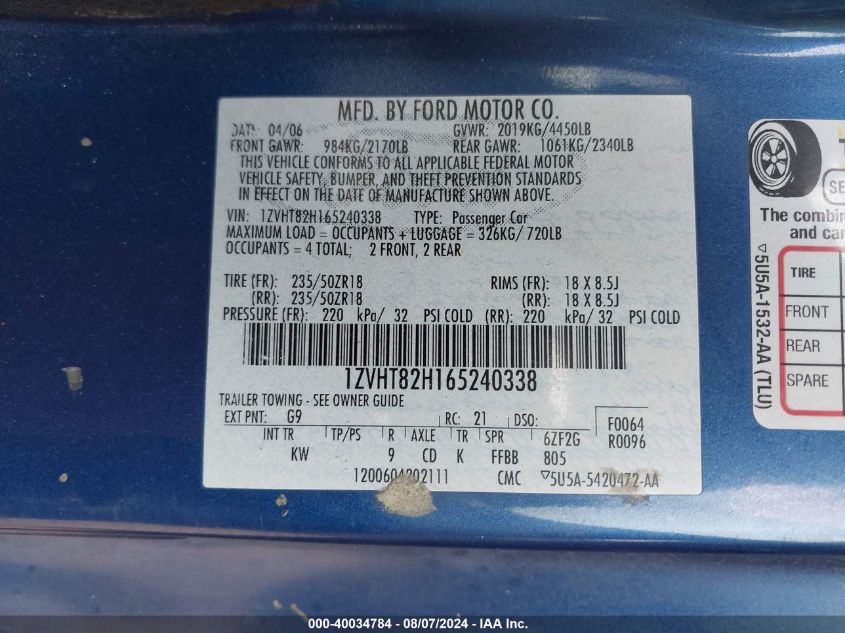 MFD. BY FORD MOTOR CO.
DATE 04/06 GVWR: 2019KG/4450LB
FRONT GAWR: 984KG/2170LB REAR GAWR: 1061KG/2340LB
THIS VEHICLE CONFORMS TO ALL APPLICABLE FEDERAL MOTOR
VEHICLE SAFETY, BUMPER, AND THEFT PREVENTION STANDARDS
IN EFFECT ON THE DATE OF MANUFACTURE SHOWN ABOVE.
VIN: 1ZVHT82H165240338 TYPE: Passenger Car
MAXIMUM LOAD = OCCUPANTS + LUGGAGE = 326KG/ 720LB
OCCUPANTS = 4 TOTAL; 2 FRONT, 2 REAR
TIRE (FR): 235/50ZR18 RIMS (FR): 18 X 8.5J
(RR): 235/50ZR18 (RR): 18 X 8.5J
PRESSURE (FR): 220 kPa/ 32 PSI COLD (RR): 220 kPa/ 32 PSI COLD
1ZVHT82H165240338
TRAILER TOWING - SEE OWNER GUIDE
EXT PNT: G9 RC: 21 DSO: F0064
INT TR TP/PS R AXLE TR SPR 6ZF2G R0096
KW 9 CD K FFBB 805
CMC ▽5U5A-5420472-AA
T
SE
The combin
and car
TIRE
FRONT
REAR
SPARE
▽5U5A-1532-AA (TLU)
000-40034784 - 08/07/2024 - IAA Inc.